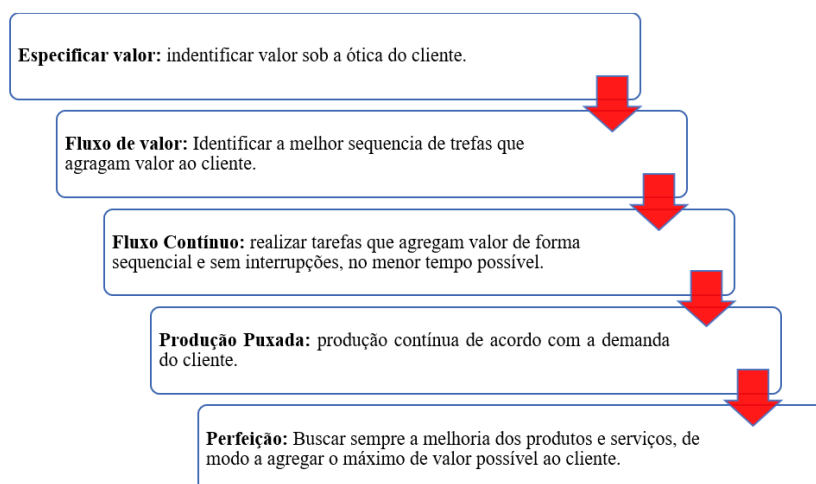 Especificar valor: indentificar valor sob a ótica do cliente.
Fluxo de valor: Identificar a melhor sequencia de trefas que
agragam valor ao cliente.
Fluxo Contínuo: realizar tarefas que agregam valor de forma
sequencial e sem interrupções, no menor tempo possível.
Produção Puxada: produção contínua de acordo com a demanda
do cliente.
Perfeição: Buscar sempre a melhoria dos produtos e serviços, de
modo a agregar o máximo de valor possível ao cliente.